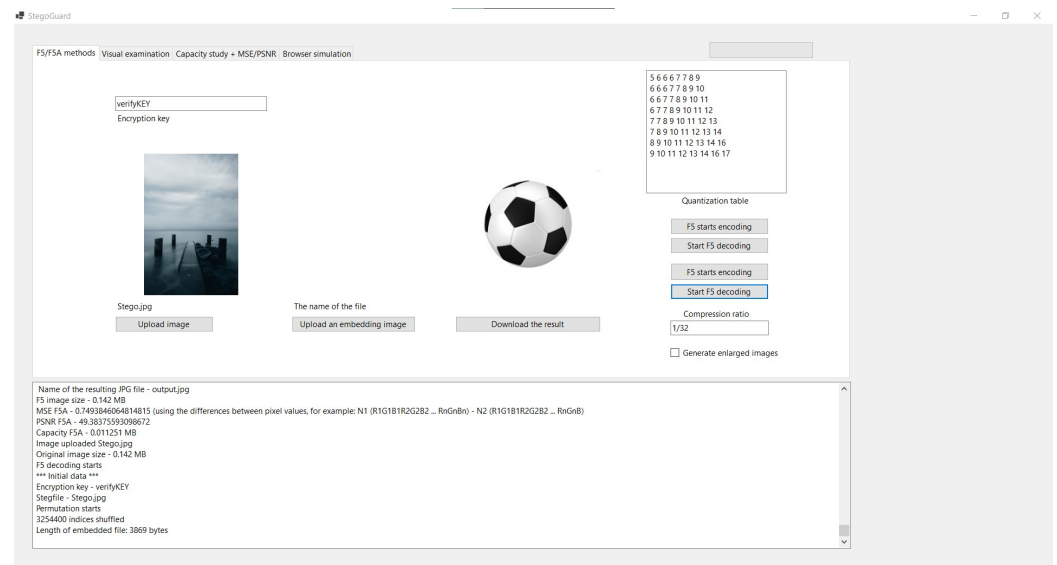 StegoGuard
F5/F5A methods Visual examination Capacity study + MSE/PSNR Browser simulation
verifyKEY
Encryption key
5 6 6 6 7 7 8 9
6 6 6 7 7 8 9 10
6 6 7 7 8 9 10 11
6 7 7 8 9 10 11 12
7 7 8 9 10 11 12 13
7 8 9 10 11 12 13 14
8 9 10 11 12 13 14 16
9 10 11 12 13 14 16 17
Quantization table
F5 starts encoding
Start F5 decoding
F5 starts encoding
Start F5 decoding
Stego.jpg
The name of the file
Upload image
Upload an embedding image
Download the result
Compression ratio
1/32
Generate enlarged images
Name of the resulting JPG file - output.jpg
F5 image size - 0.142 MB
MSE F5A - 0.7493846064814815 (using the differences between pixel values, for example: N1 (R1G1B1R2G2B2 ... RnGnBn) - N2 (R1G1B1R2G2B2 ... RnGnB)
PSNR F5A - 49.38375593098672
Capacity F5A - 0.011251 MB
Image uploaded Stego.jpg
Original image size - 0.142 MB
F5 decoding starts
*** Initial data ***
Encryption key - verifyKEY
Stegfile - Stego.jpg
Permutation starts
3254400 indices shuffled
Length of embedded file: 3869 bytes